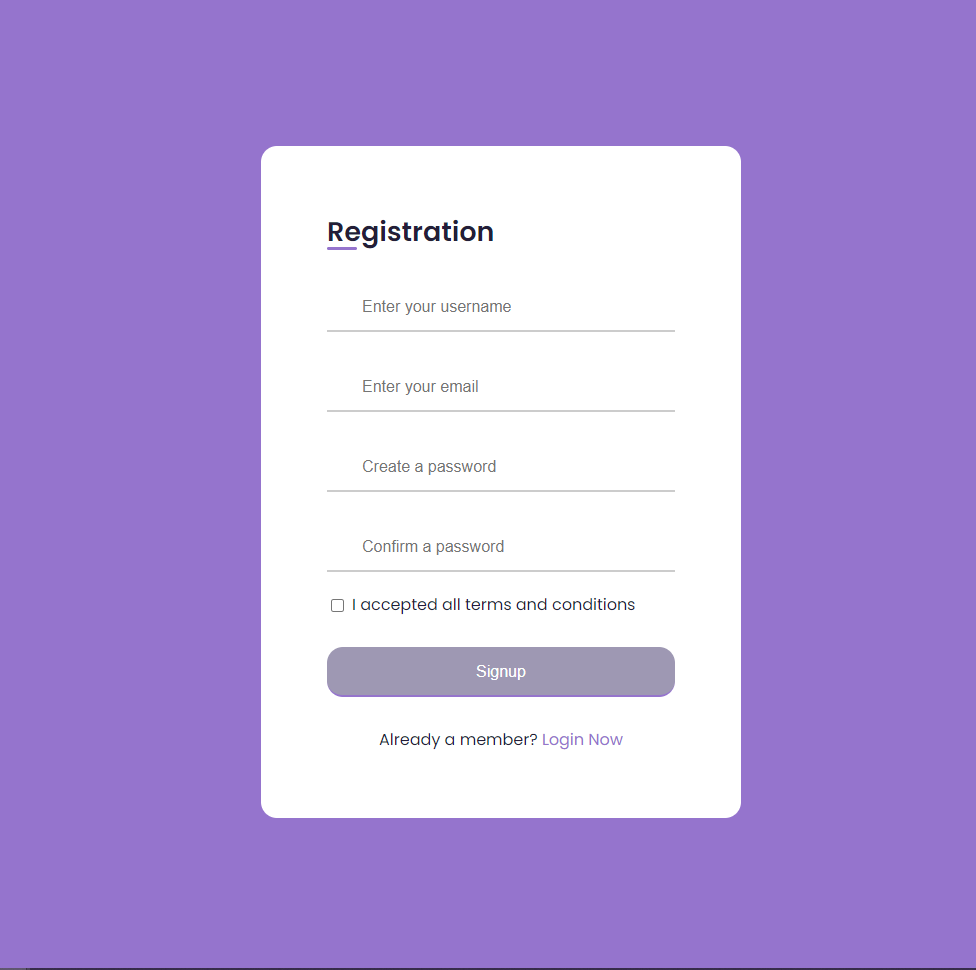 Registration
Enter your username
Enter your email
Create a password
Confirm a password
I accepted all terms and conditions
Signup
Already a member? Login Now